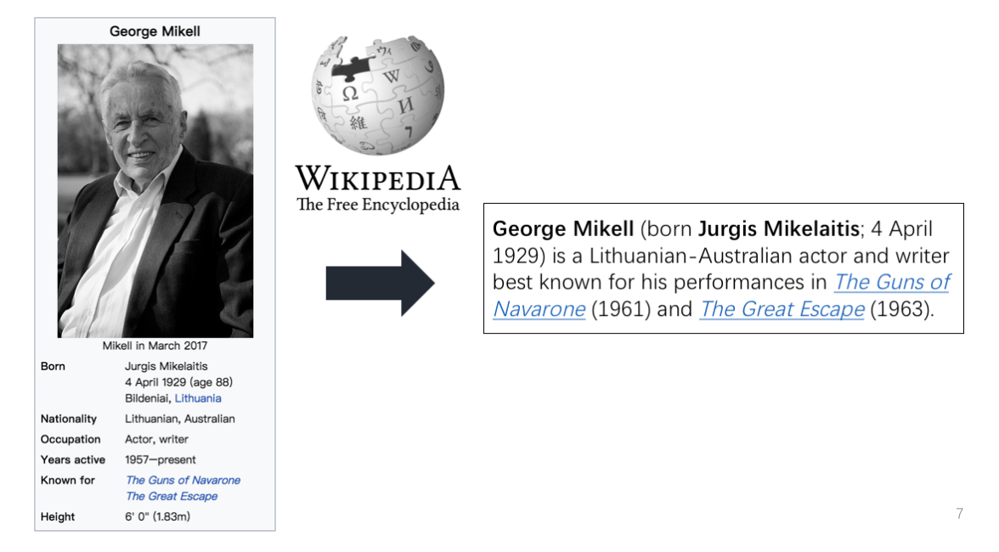 George Mikell
Mikell in March 2017
Born Jurgis Mikelaitis
4 April 1929 (age 88)
Bildeniai, Lithuania
Nationality Lithuanian, Australian
Occupation Actor, writer
Years active 1957–present
Known for The Guns of Navarone
The Great Escape
Height 6' 0" (1.83m)
Ω W И 維 7
WIKIPEDIA
The Free Encyclopedia
George Mikell (born Jurgis Mikelaitis; 4 April
1929) is a Lithuanian-Australian actor and writer
best known for his performances in The Guns of
Navarone (1961) and The Great Escape (1963).
7